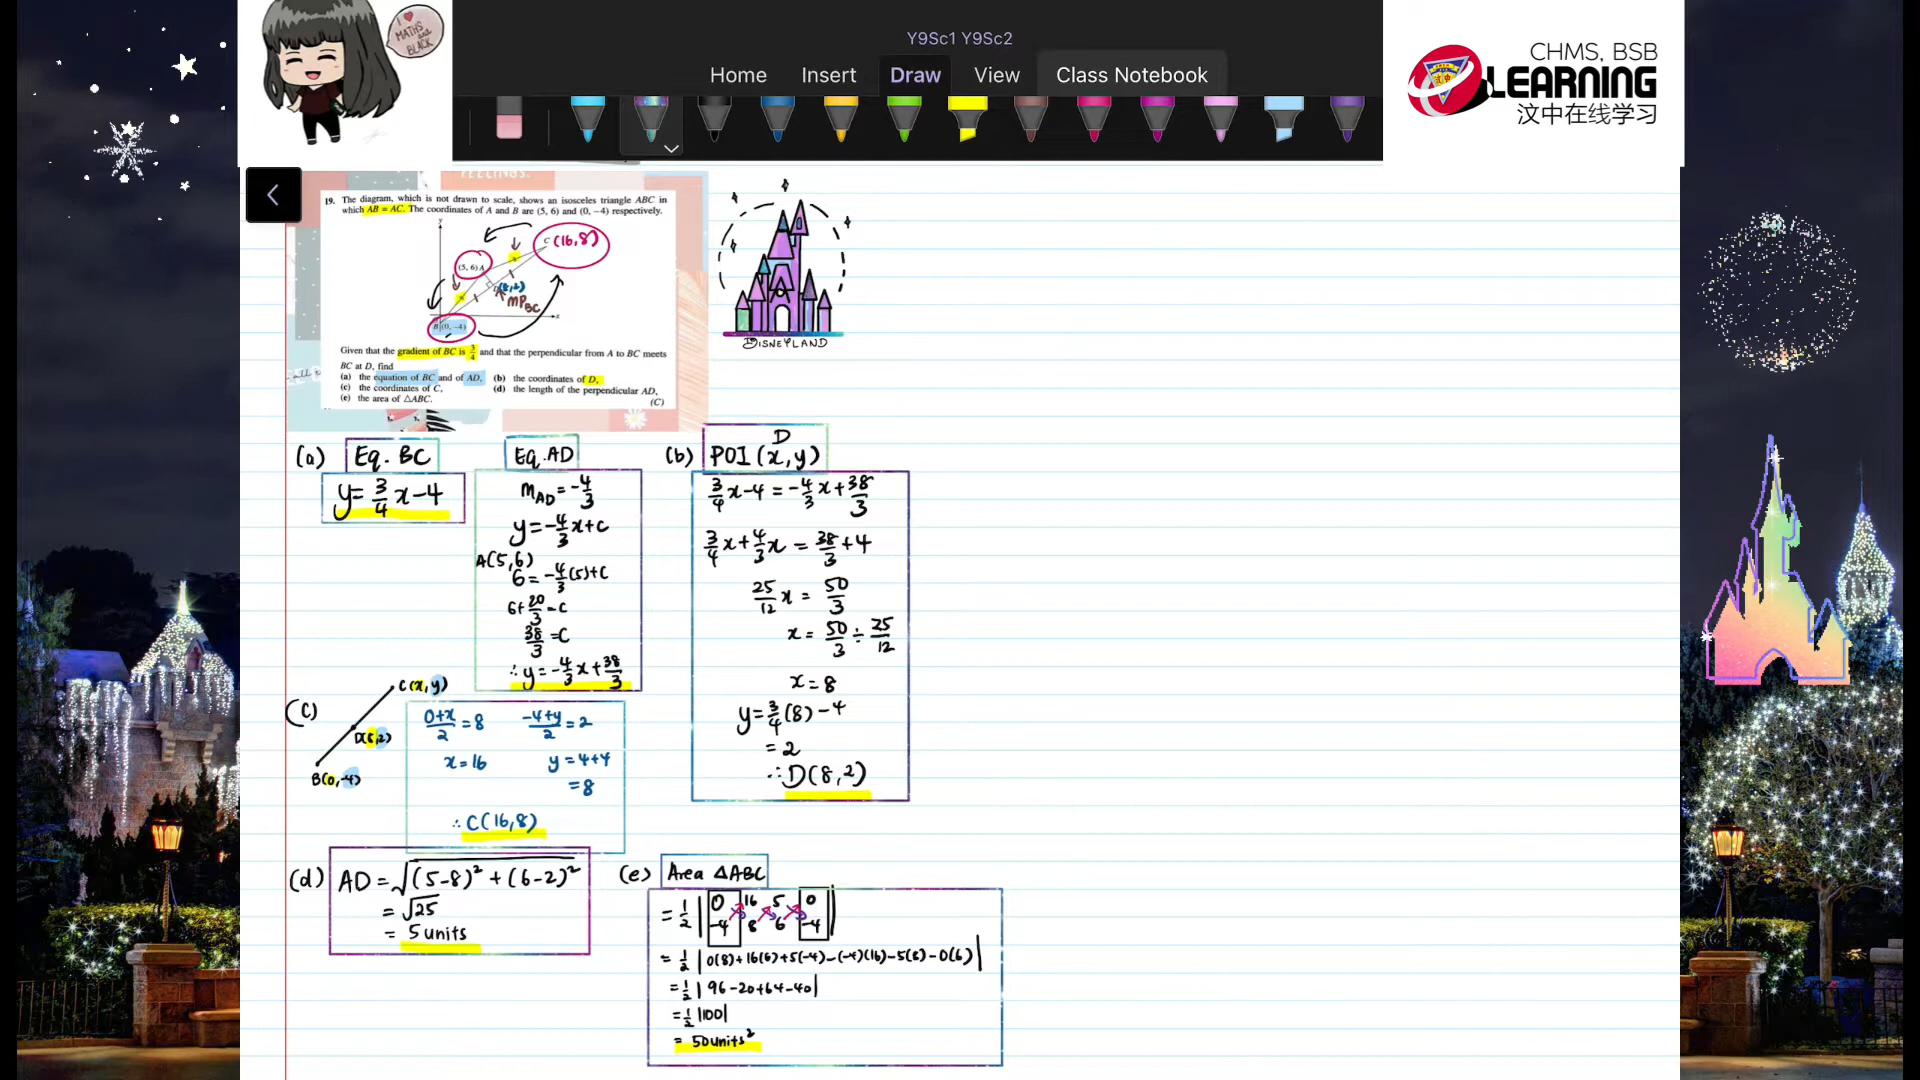 I ♥ MATHS and BLACK
Y9Sc1 Y9Sc2
Home Insert Draw View Class Notebook
CHMS, BSB
LEARNING
汶中在线学习
FEELINGS.
19. The diagram, which is not drawn to scale, shows an isosceles triangle ABC in
which AB = AC. The coordinates of A and B are (5, 6) and (0, −4) respectively.
y
C (16,8)
(5, 6) A
D (8,2)
MP BC
x
B (0, −4)
Given that the gradient of BC is 3/4 and that the perpendicular from A to BC meets
BC at D, find
(a) the equation of BC and of AD, (b) the coordinates of D,
(c) the coordinates of C, (d) the length of the perpendicular AD,
(e) the area of △ABC. (C)
DISNEYLAND
(a) Eq. BC
y = 3/4 x − 4
Eq. AD
m AD = −4/3
y = −4/3 x + c
A(5,6)
6 = −4/3 (5) + c
6 + 20/3 = c
38/3 = c
∴ y = −4/3 x + 38/3
(b) D
POI (x, y)
3/4 x − 4 = −4/3 x + 38/3
3/4 x + 4/3 x = 38/3 + 4
25/12 x = 50/3
x = 50/3 ÷ 25/12
x = 8
y = 3/4 (8) − 4
= 2
∴ D(8,2)
(c) C(x, y)
D(8,2)
B(0,−4)
0+x/2 = 8 −4+y/2 = 2
x = 16 y = 4+4
= 8
∴ C(16,8)
(d) AD = √(5−8)² + (6−2)²
= √25
= 5 units
(e) Area △ABC
= 1/2 | 0 16 5 0 |
−4 8 6 −4
= 1/2 | 0(8) + 16(6) + 5(−4) − (−4)(16) − 5(8) − 0(6) |
= 1/2 | 96 − 20 + 64 − 40 |
= 1/2 |100|
= 50 units²